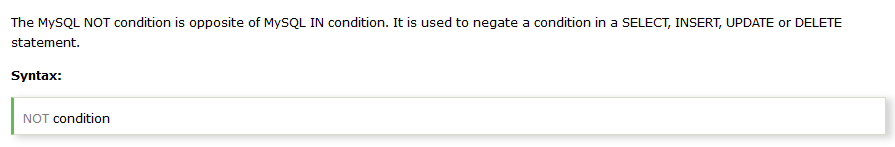 The MySQL NOT condition is opposite of MySQL IN condition. It is used to negate a condition in a SELECT, INSERT, UPDATE or DELETE
statement.
Syntax:
NOT condition